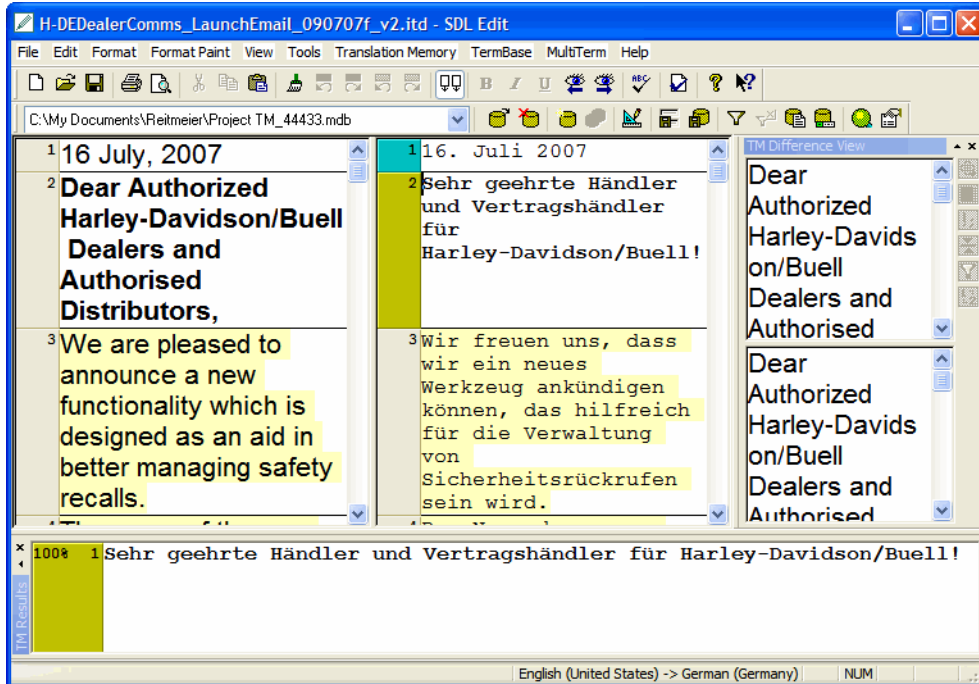 H-DEDealerComms_LaunchEmail_090707f_v2.itd - SDL Edit
File Edit Format Format Paint View Tools Translation Memory TermBase MultiTerm Help
B I U ABC
C:\My Documents\Reitmeier\Project TM_44433.mdb
1 16 July, 2007
2 Dear Authorized
Harley-Davidson/Buell
Dealers and
Authorised
Distributors,
3 We are pleased to
announce a new
functionality which is
designed as an aid in
better managing safety
recalls.
4
1 16. Juli 2007
2 Sehr geehrte Händler
und Vertragshändler
für
Harley-Davidson/Buell!
3 Wir freuen uns, dass
wir ein neues
Werkzeug ankündigen
können, das hilfreich
für die Verwaltung
von
Sicherheitsrückrufen
sein wird.
4
TM Difference View
Dear
Authorized
Harley-Davids
on/Buell
Dealers and
Authorised
Dear
Authorized
Harley-Davids
on/Buell
Dealers and
Authorised
TM Results
100% 1 Sehr geehrte Händler und Vertragshändler für Harley-Davidson/Buell!
English (United States) -> German (Germany) NUM